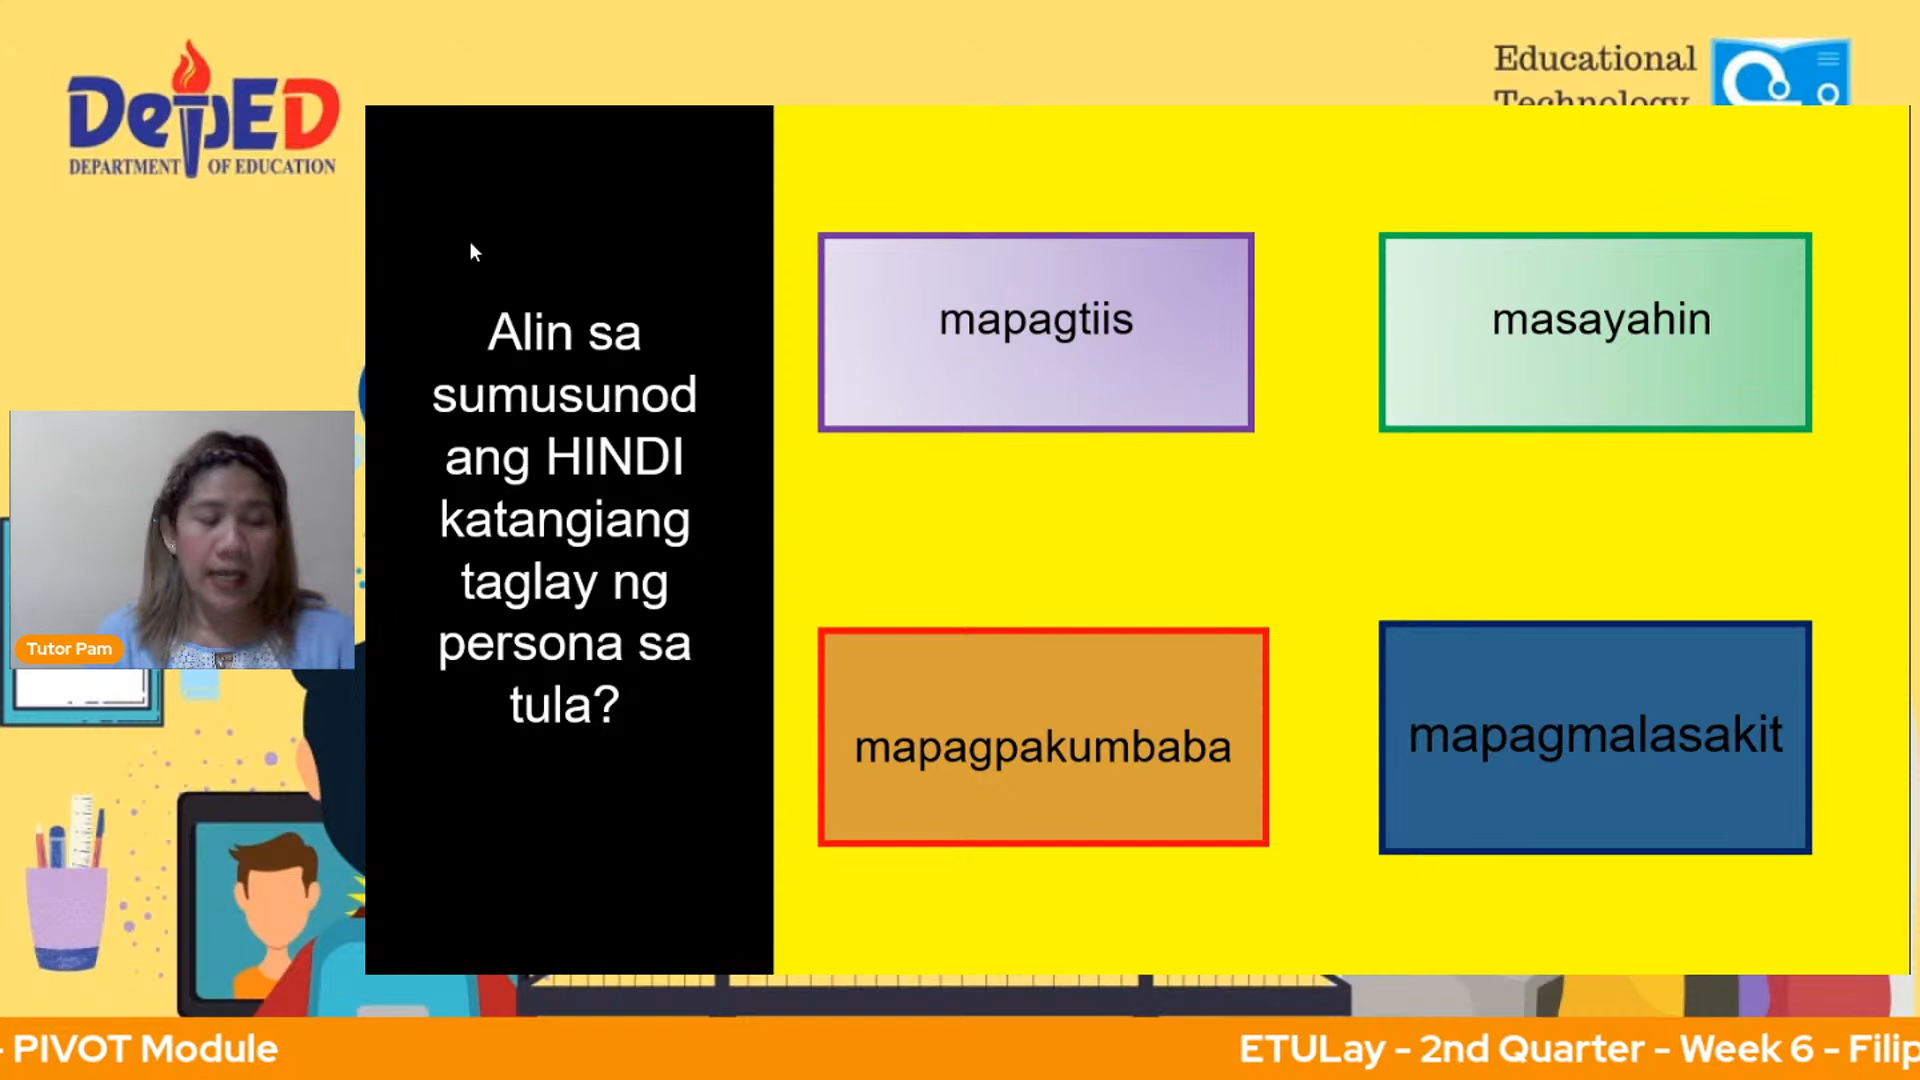 DepED
DEPARTMENT OF EDUCATION
Educational
Technology
Alin sa
sumusunod
ang HINDI
katangiang
taglay ng
persona sa
tula?
mapagtiis
masayahin
mapagpakumbaba
mapagmalasakit
Tutor Pam
- PIVOT Module
ETULay - 2nd Quarter - Week 6 - Filip